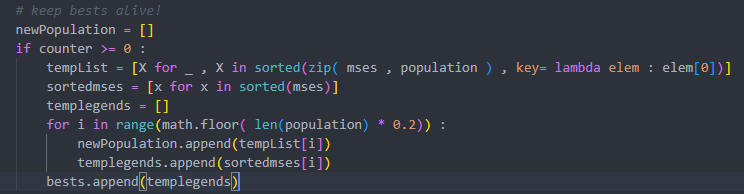 # keep bests alive!
newPopulation = []
if counter >= 0 :
    tempList = [X for _ , X in sorted(zip( mses , population ) , key= lambda elem : elem[0])]
    sortedmses = [x for x in sorted(mses)]
    templegends = []
    for i in range(math.floor( len(population) * 0.2)) :
        newPopulation.append(tempList[i])
        templegends.append(sortedmses[i])
    bests.append(templegends)